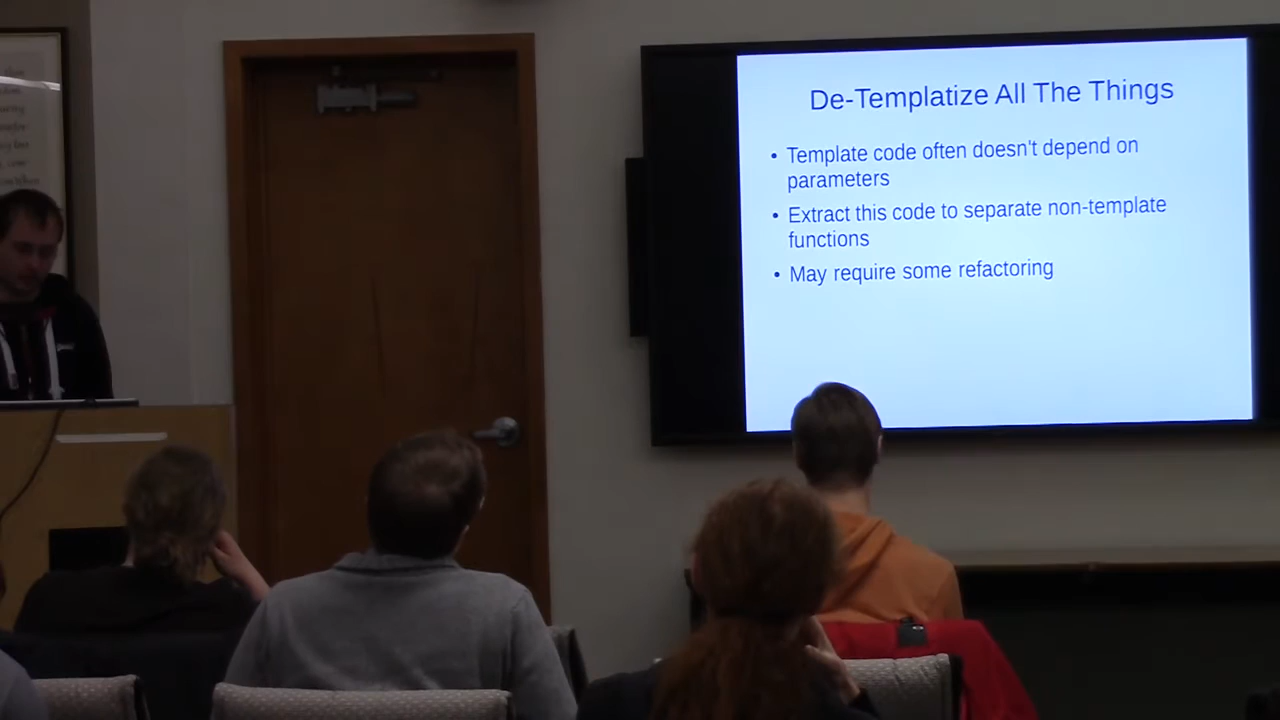 De-Templatize All The Things
• Template code often doesn't depend on
parameters
• Extract this code to separate non-template
functions
• May require some refactoring